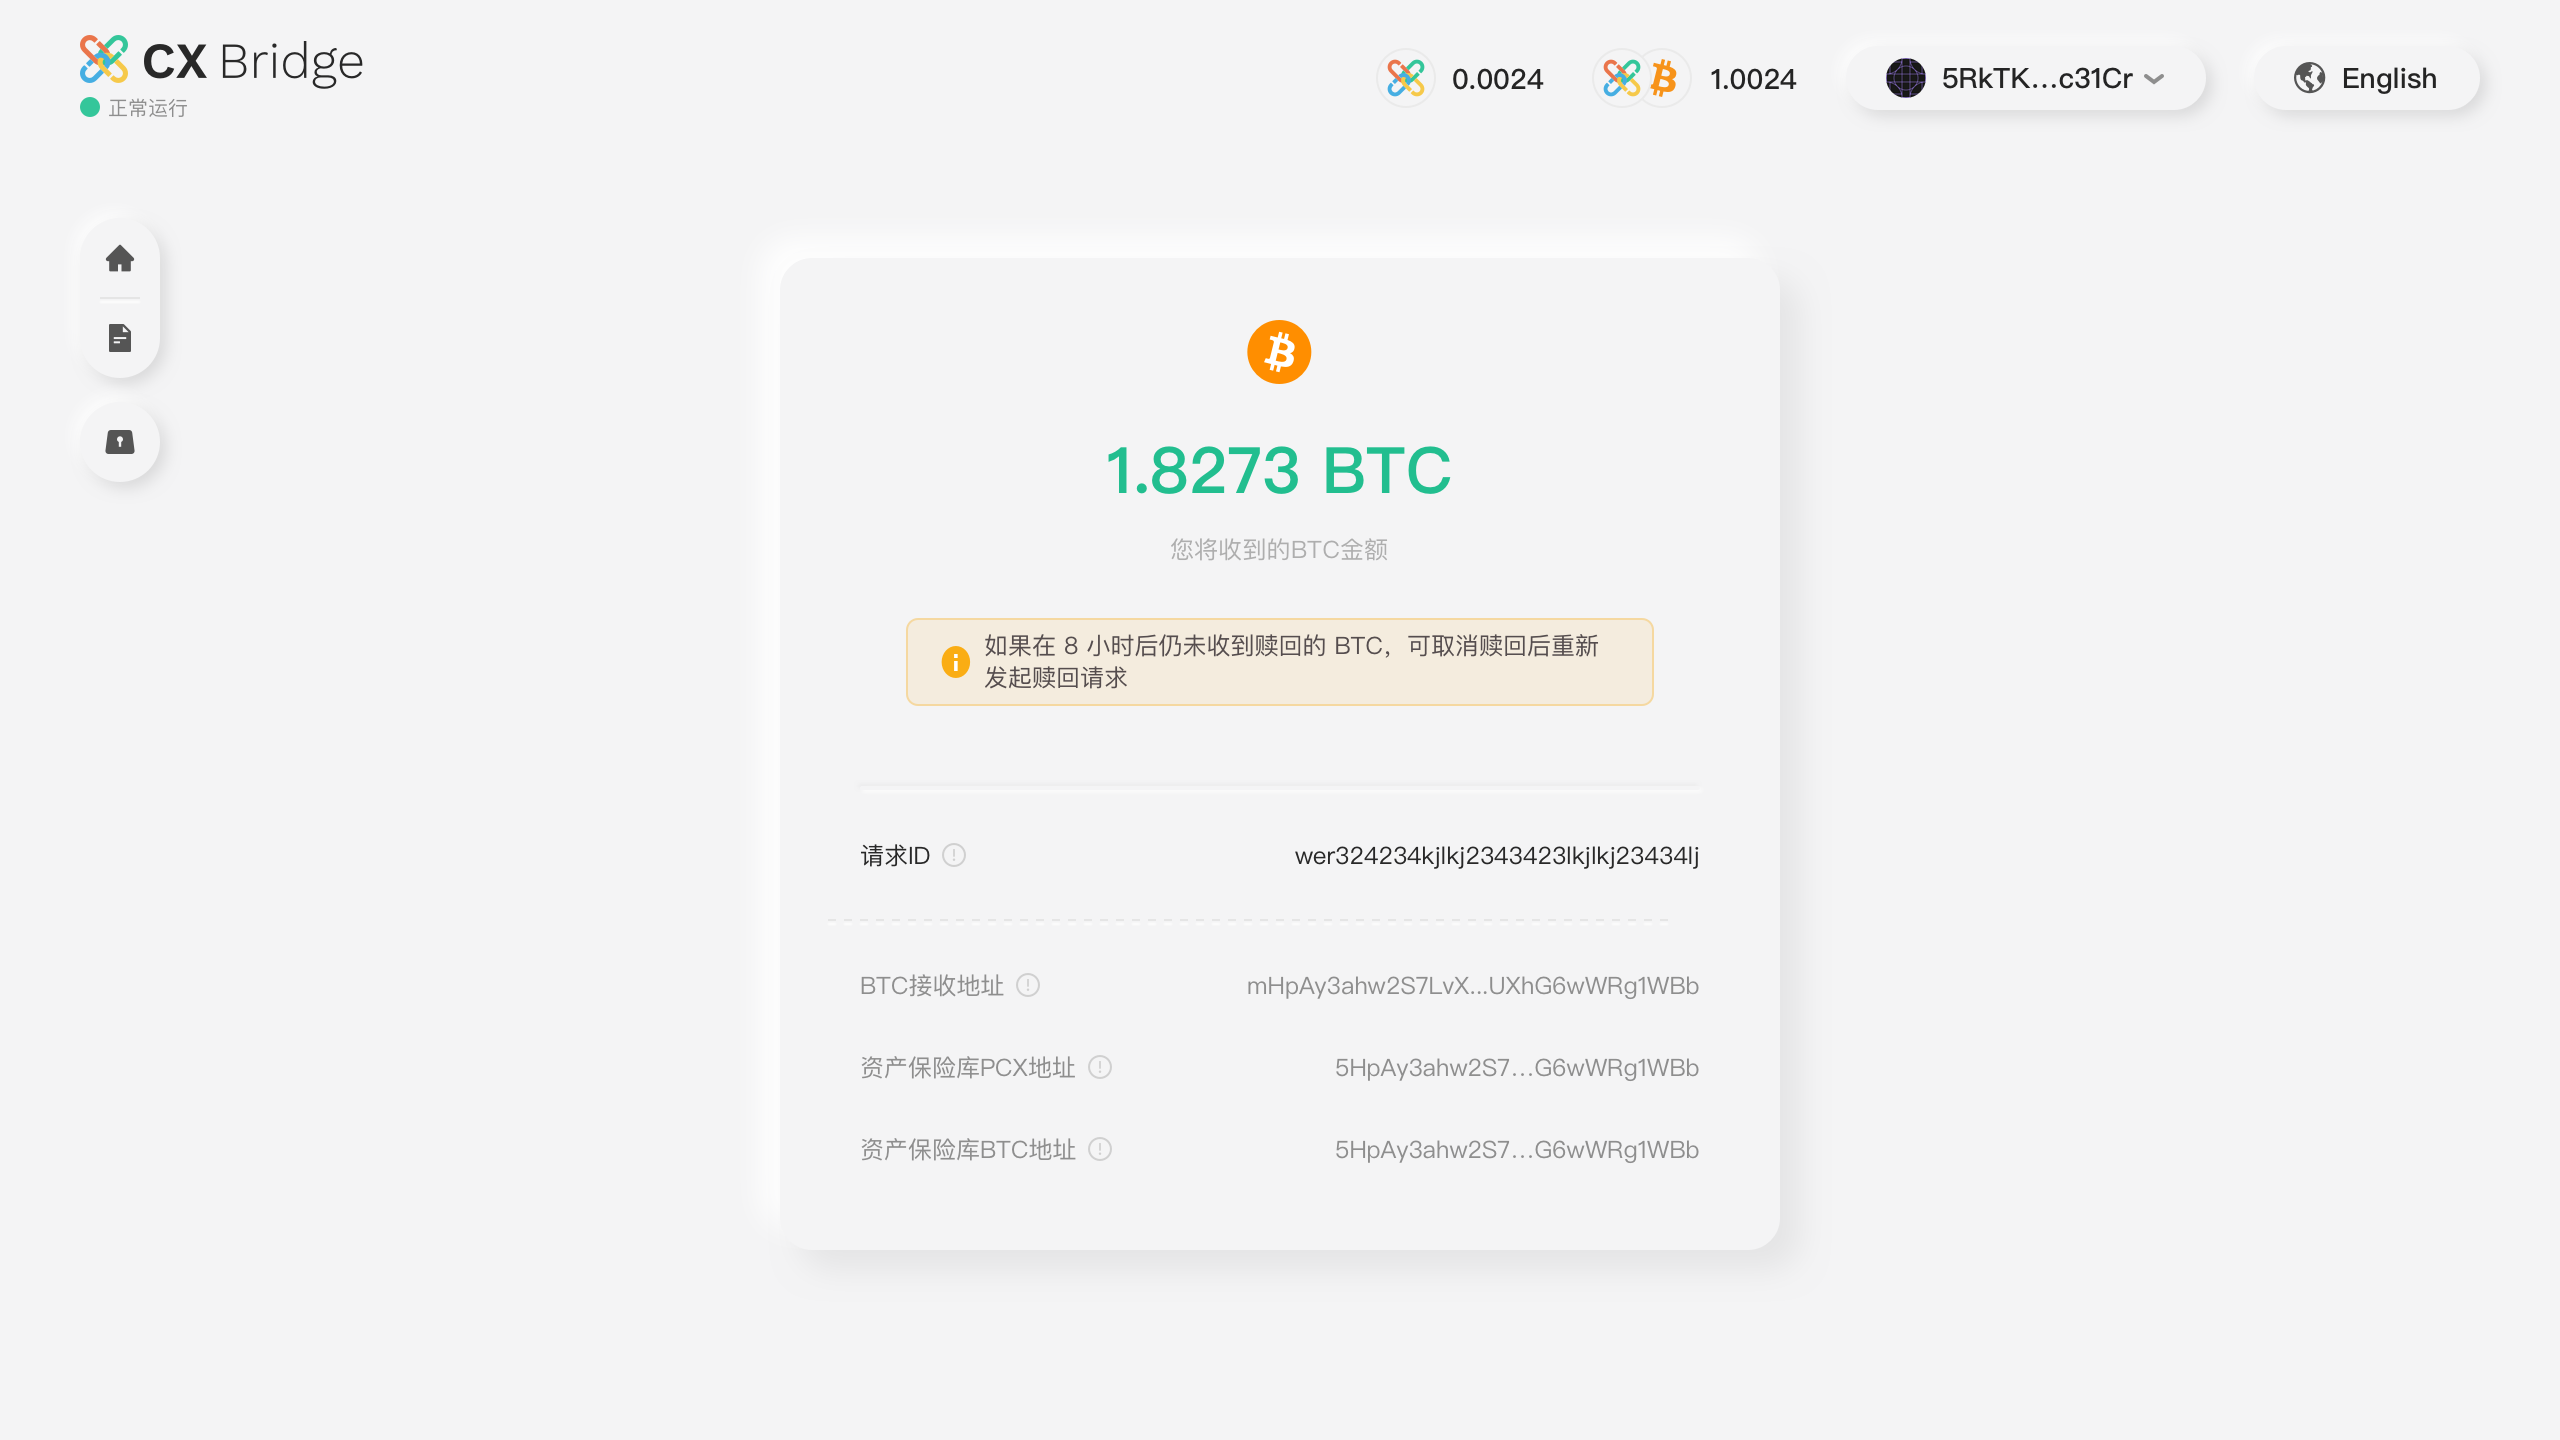 CX Bridge
正常运行
0.0024
1.0024
5RkTK...c31Cr
English
1.8273 BTC
您将收到的BTC金额
如果在 8 小时后仍未收到赎回的 BTC，可取消赎回后重新
发起赎回请求
请求ID
wer324234kjlkj2343423lkjlkj23434lj
BTC接收地址
mHpAy3ahw2S7LvX...UXhG6wWRg1WBb
资产保险库PCX地址
5HpAy3ahw2S7...G6wWRg1WBb
资产保险库BTC地址
5HpAy3ahw2S7...G6wWRg1WBb